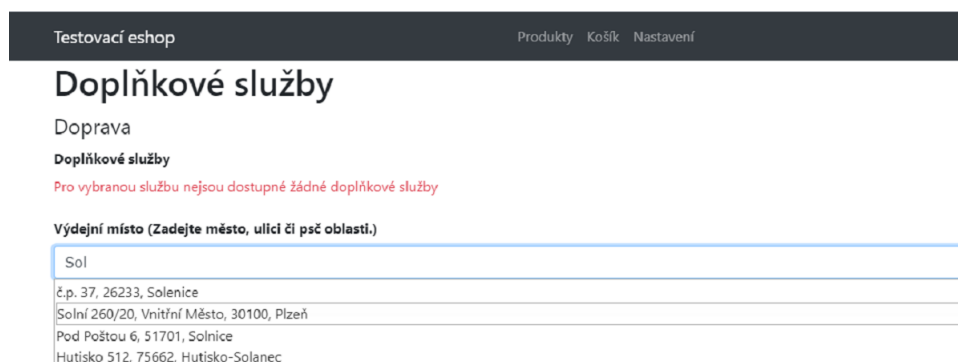 Testovací eshop
Produkty Košík Nastavení
Doplňkové služby
Doprava
Doplňkové služby
Pro vybranou službu nejsou dostupné žádné doplňkové služby
Výdejní místo (Zadejte město, ulici či psč oblasti.)
Sol
č.p. 37, 26233, Solenice
Solní 260/20, Vnitřní Město, 30100, Plzeň
Pod Poštou 6, 51701, Solnice
Hutisko 512, 75662, Hutisko-Solanec